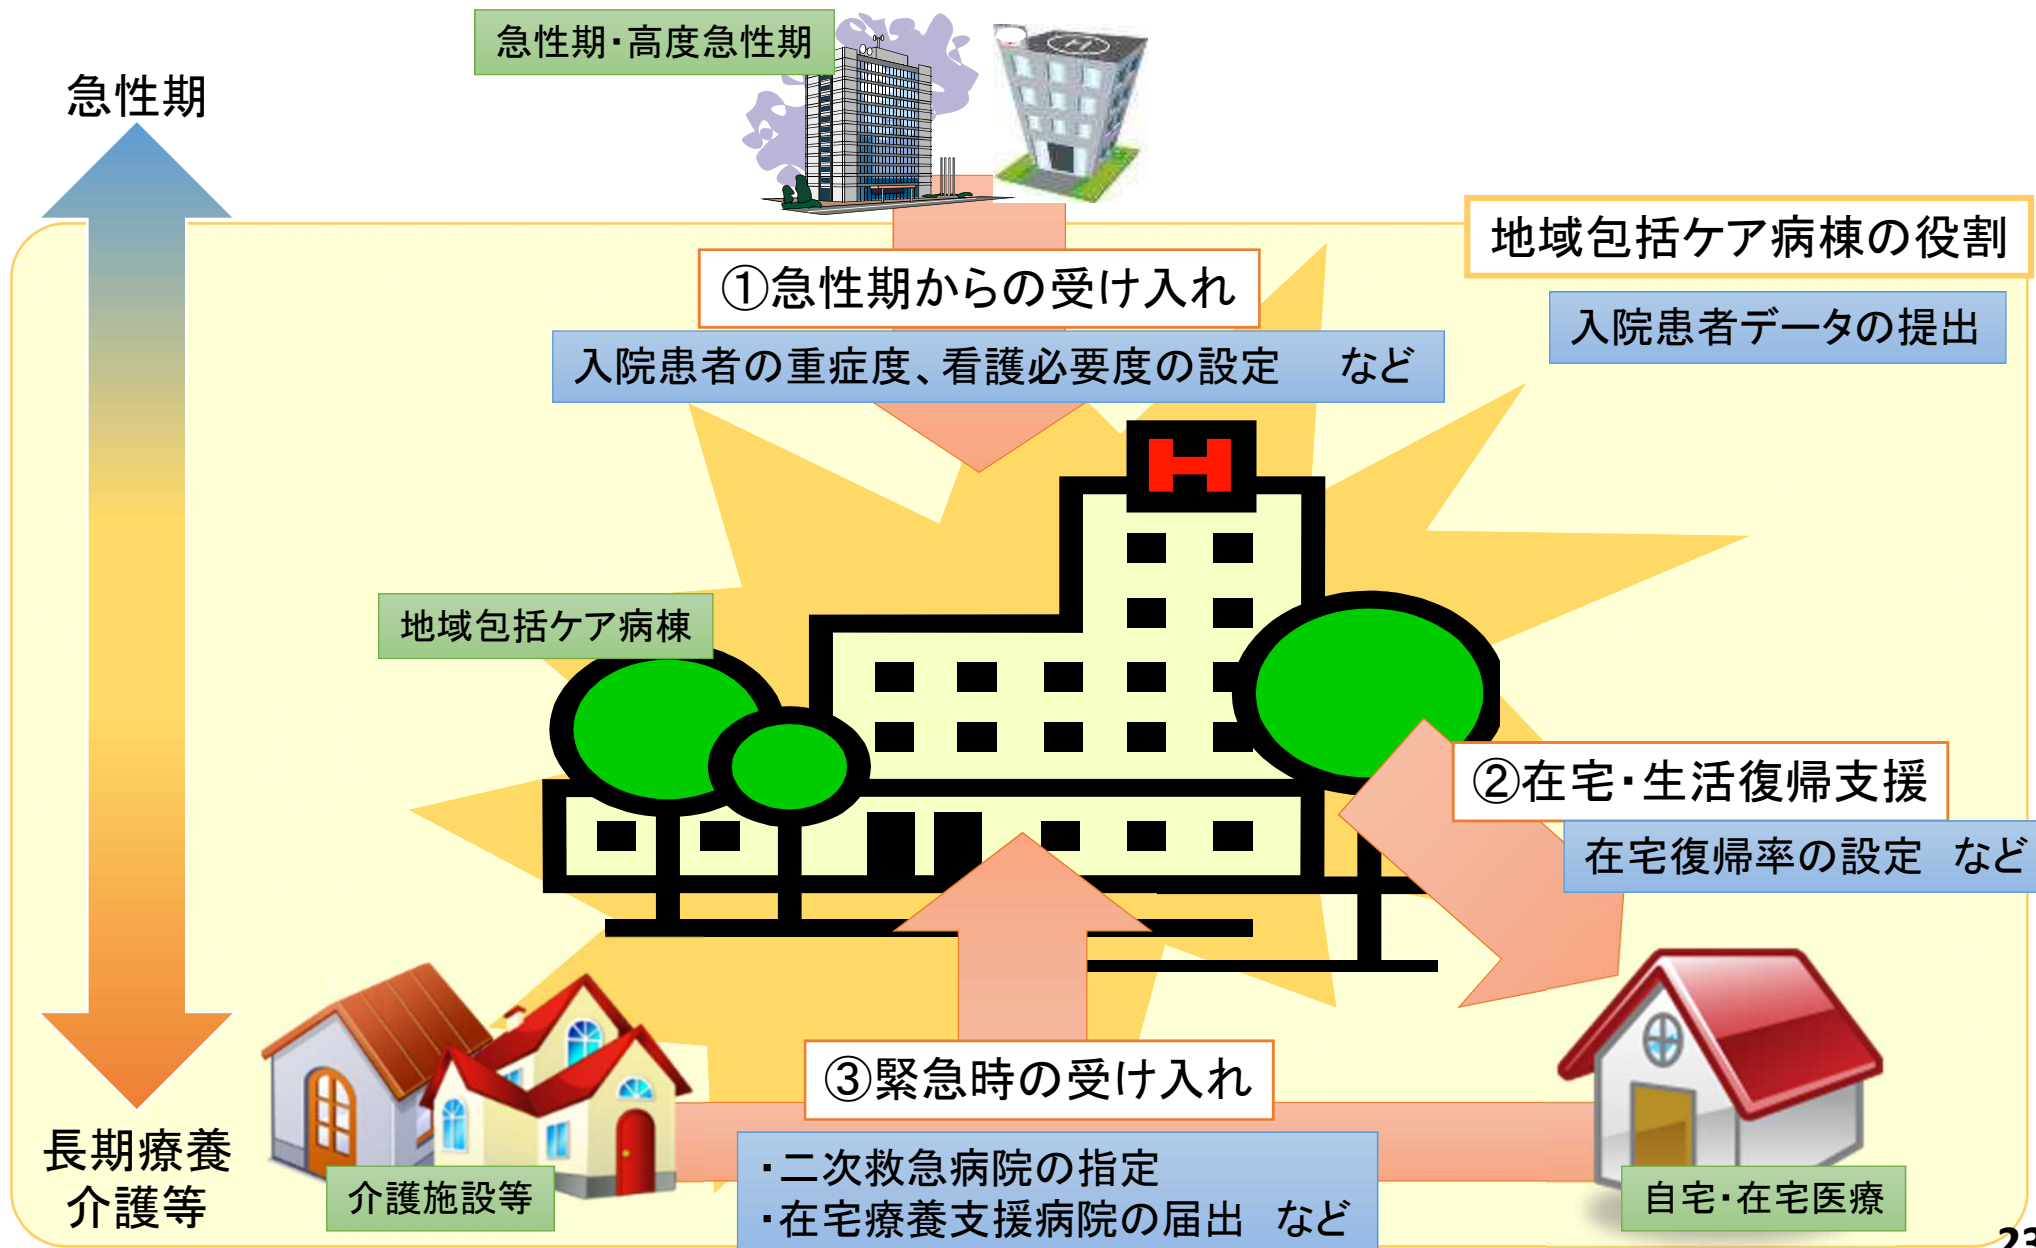 急性期・高度急性期
急性期
地域包括ケア病棟の役割
①急性期からの受け入れ
入院患者データの提出
入院患者の重症度、看護必要度の設定　など
H
地域包括ケア病棟
②在宅・生活復帰支援
在宅復帰率の設定　など
③緊急時の受け入れ
・二次救急病院の指定
・在宅療養支援病院の届出　など
長期療養
介護等
介護施設等
自宅・在宅医療
23